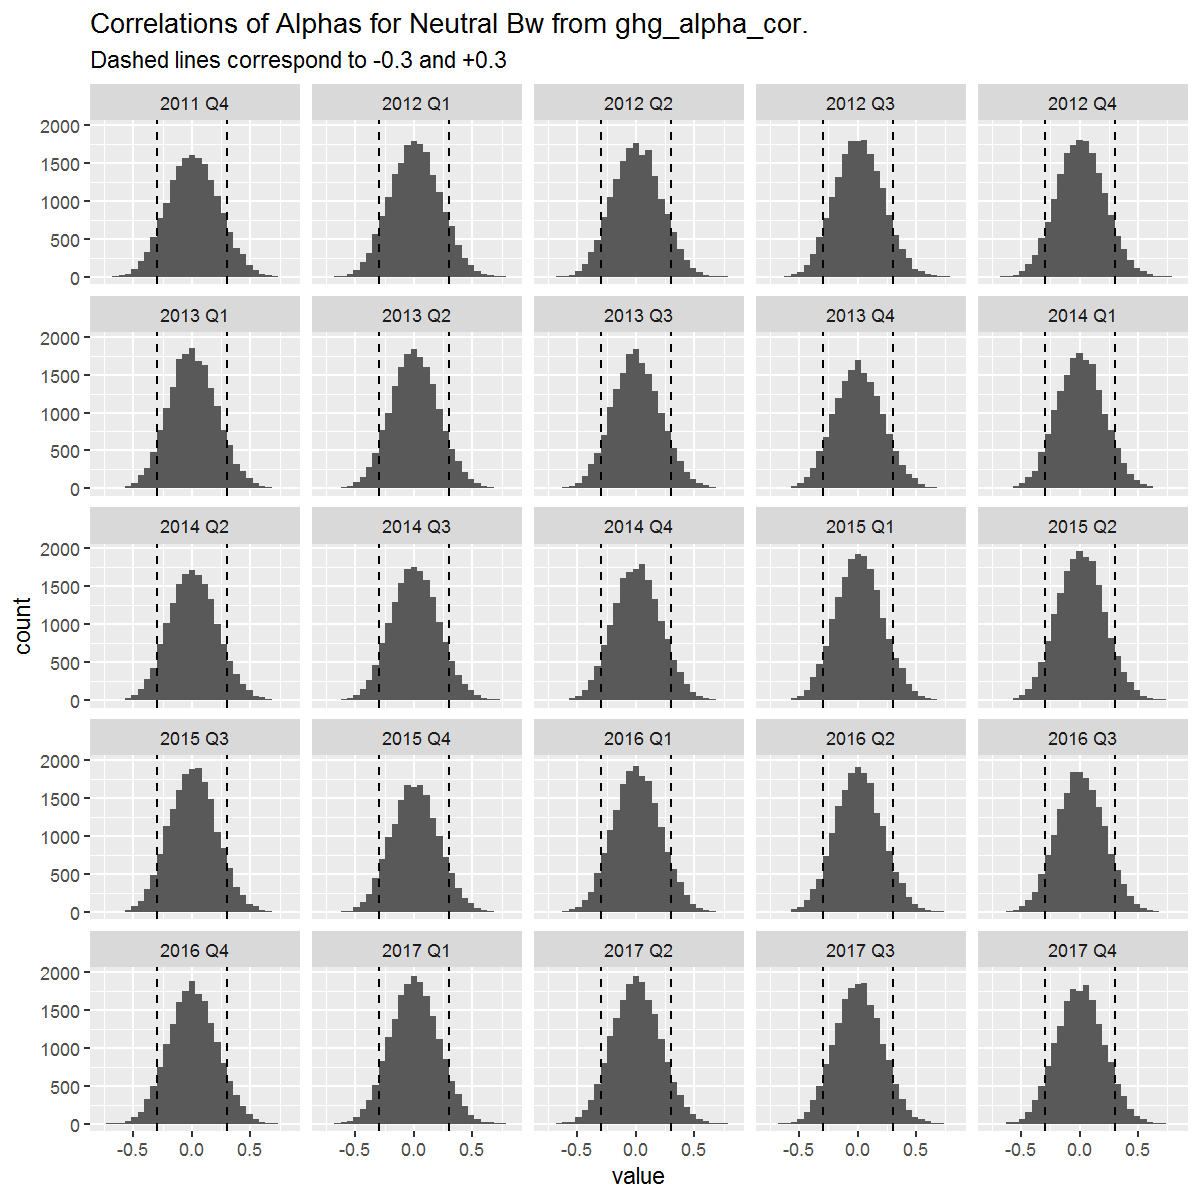 Correlations of Alphas for Neutral Bw from ghg_alpha_cor.
Dashed lines correspond to -0.3 and +0.3
2011 Q4 2012 Q1 2012 Q2 2012 Q3 2012 Q4
2000
1500
1000
500
0
2013 Q1 2013 Q2 2013 Q3 2013 Q4 2014 Q1
2000
1500
1000
500
0
2014 Q2 2014 Q3 2014 Q4 2015 Q1 2015 Q2
2000
1500
1000
500
0
count
2015 Q3 2015 Q4 2016 Q1 2016 Q2 2016 Q3
2000
1500
1000
500
0
2016 Q4 2017 Q1 2017 Q2 2017 Q3 2017 Q4
2000
1500
1000
500
0
-0.5 0.0 0.5 -0.5 0.0 0.5 -0.5 0.0 0.5 -0.5 0.0 0.5 -0.5 0.0 0.5
value